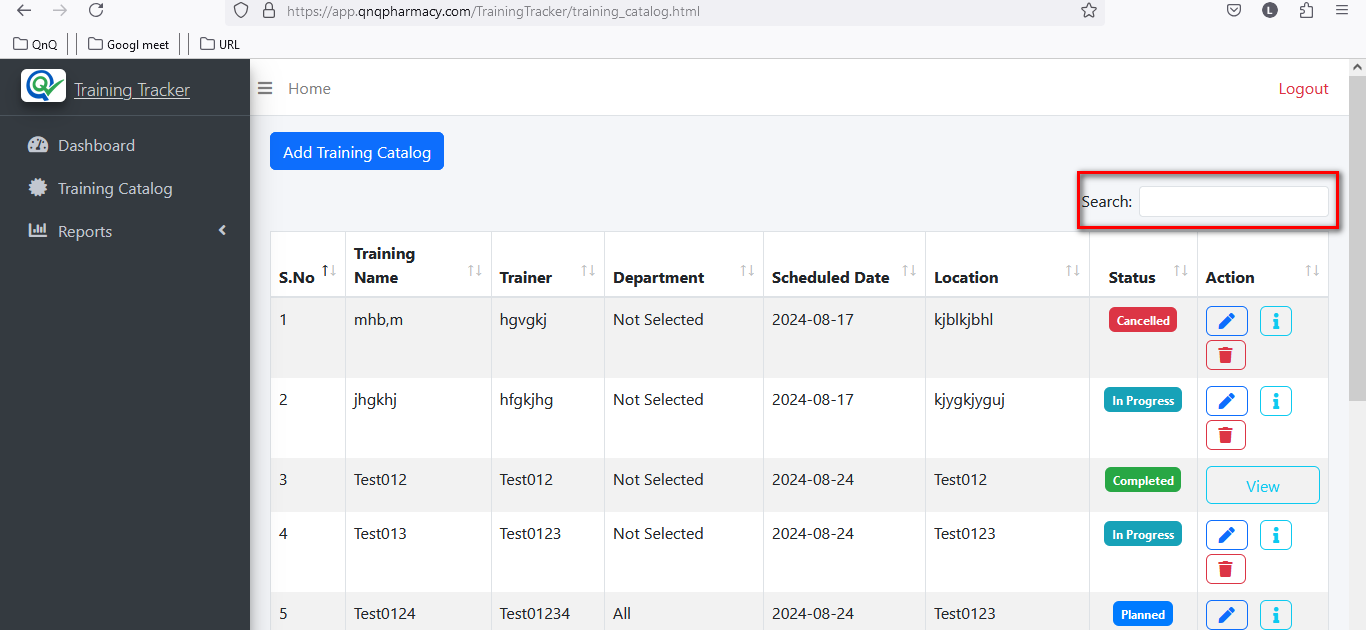 https://app.qnqpharmacy.com/TrainingTracker/training_catalog.html
L
QnQ
Googl meet
URL
Training Tracker
Home
Logout
Dashboard
Training Catalog
Reports
Add Training Catalog
Search:
S.No Training Name Trainer Department Scheduled Date Location Status Action
1 mhb,m hgvgkj Not Selected 2024-08-17 kjblkjbhl Cancelled
2 jhgkhj hfgkjhg Not Selected 2024-08-17 kjygkjyguj In Progress
3 Test012 Test012 Not Selected 2024-08-24 Test012 Completed View
4 Test013 Test0123 Not Selected 2024-08-24 Test0123 In Progress
5 Test0124 Test01234 All 2024-08-24 Test0123 Planned